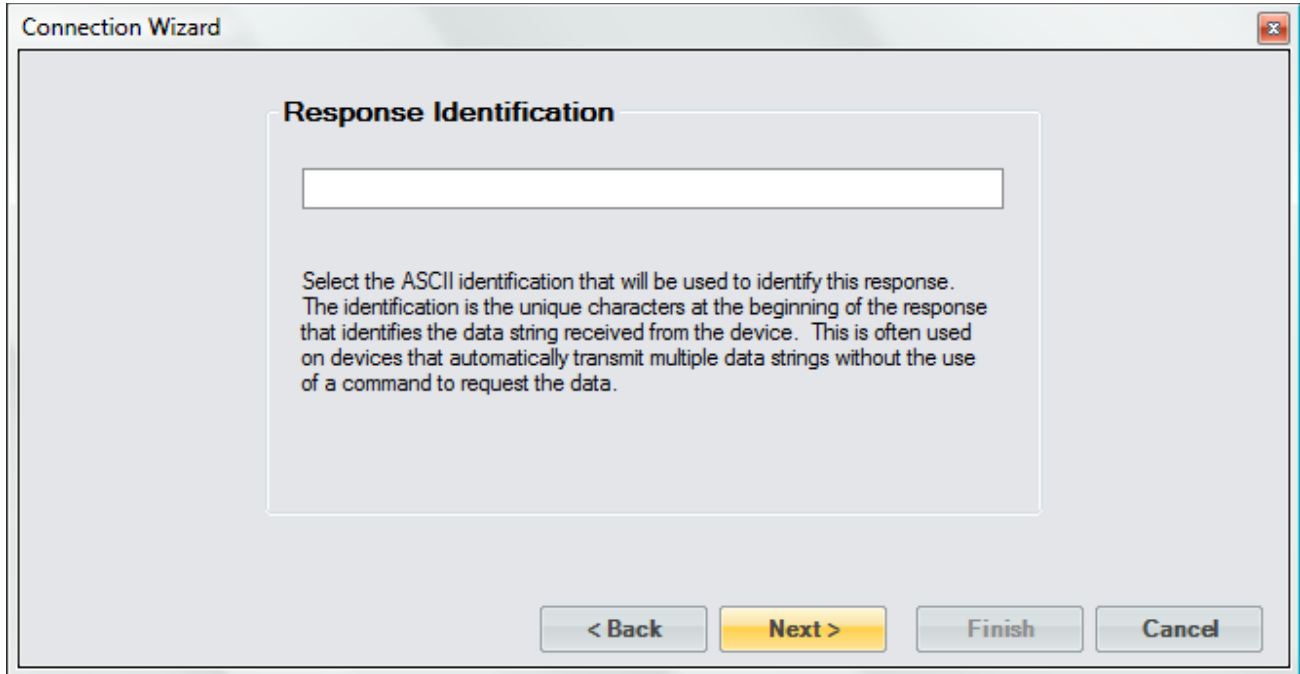 Connection Wizard
Response Identification
Select the ASCII identification that will be used to identify this response.
The identification is the unique characters at the beginning of the response
that identifies the data string received from the device.  This is often used
on devices that automatically transmit multiple data strings without the use
of a command to request the data.
< Back
Next >
Finish
Cancel